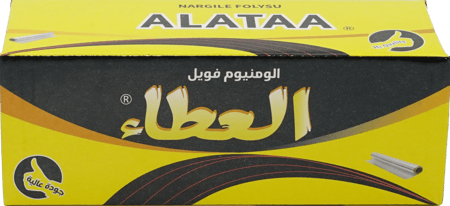 NARGILE FOLYSU
ALATAA ®
الومنيوم فويل
العطاء ®
جودة عالية